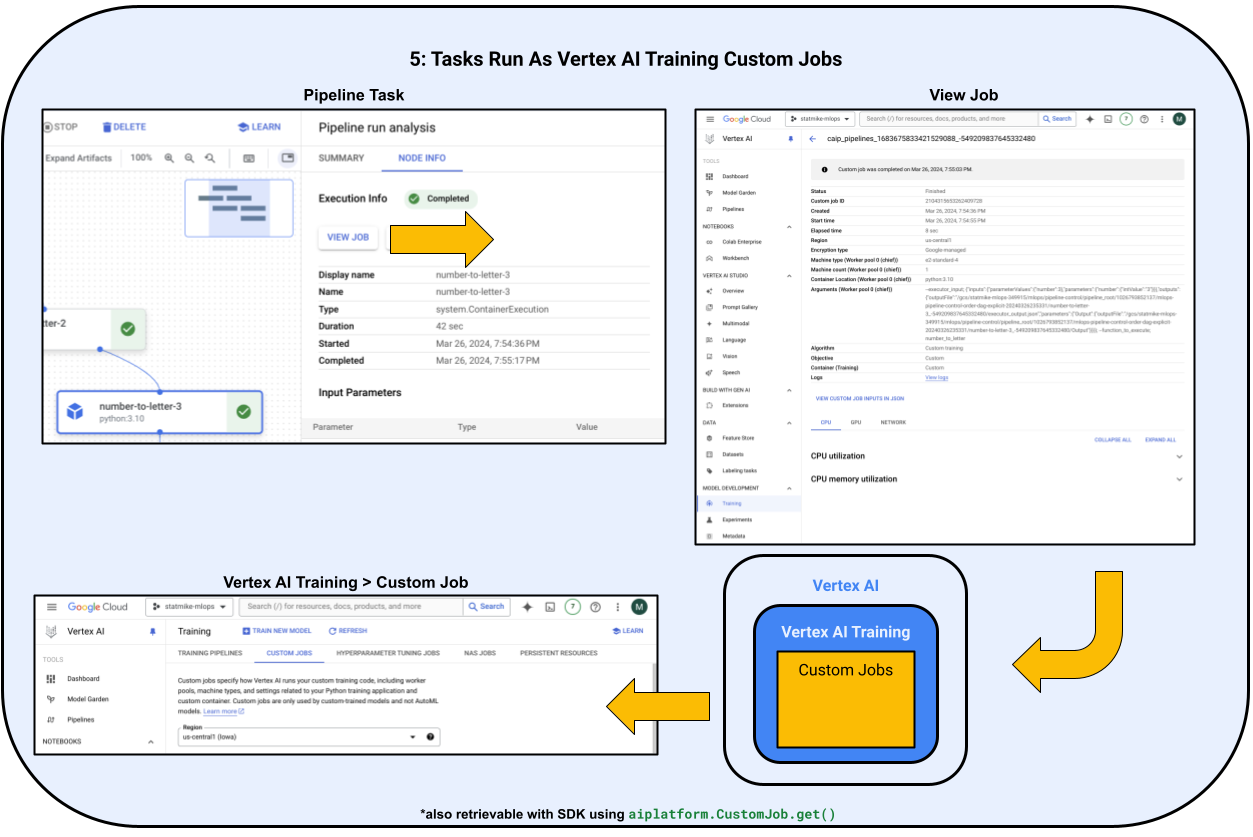 5: Tasks Run As Vertex AI Training Custom Jobs
Pipeline Task
STOP DELETE LEARN
Expand Artifacts 100%
Pipeline run analysis
SUMMARY NODE INFO
Execution Info Completed
VIEW JOB
Display name number-to-letter-3
Name number-to-letter-3
Type system.ContainerExecution
Duration 42 sec
Started Mar 26, 2024, 7:54:36 PM
Completed Mar 26, 2024, 7:55:17 PM
Input Parameters
Parameter Type Value
ter-2
number-to-letter-3
python:3.10
View Job
Google Cloud statmike-mlops Search (/) for resources, docs, products, and more Search 7 M
Vertex AI caip_pipelines_1683675833421529088_-549209837645332480
TOOLS
Dashboard
Model Garden
Pipelines
NOTEBOOKS
Colab Enterprise
Workbench
VERTEX AI STUDIO
Overview
Prompt Gallery
Multimodal
Language
Vision
Speech
BUILD WITH GEN AI
Extensions
DATA
Feature Store
Datasets
Labeling tasks
MODEL DEVELOPMENT
Training
Experiments
Metadata
Custom job was completed on Mar 26, 2024, 7:55:03 PM.
Status Finished
Custom job ID 2104319653262409728
Created Mar 26, 2024, 7:54:36 PM
Start time Mar 26, 2024, 7:54:55 PM
Elapsed time 8 sec
Region us-central1
Encryption type Google-managed
Machine type (Worker pool 0 (chief)) e2-standard-4
Machine count (Worker pool 0 (chief)) 1
Container Location (Worker pool 0 (chief)) python:3.10
Arguments (Worker pool 0 (chief))
number_to_letter
Algorithm Custom training
Objective Custom
Container (Training) Custom
Logs View logs
VIEW CUSTOM JOB INPUTS IN JSON
CPU GPU NETWORK
COLLAPSE ALL EXPAND ALL
CPU utilization
CPU memory utilization
Vertex AI Training > Custom Job
Google Cloud statmike-mlops Search (/) for resources, docs, products, and more Search 7 M
Vertex AI Training TRAIN NEW MODEL REFRESH LEARN
TOOLS
Dashboard
Model Garden
Pipelines
NOTEBOOKS
TRAINING PIPELINES CUSTOM JOBS HYPERPARAMETER TUNING JOBS NAS JOBS PERSISTENT RESOURCES
Custom jobs specify how Vertex AI runs your custom training code, including worker
pools, machine types, and settings related to your Python training application and
custom container. Custom jobs are only used by custom-trained models and not AutoML
models. Learn more
Region
us-central1 (Iowa)
Vertex AI
Vertex AI Training
Custom Jobs
*also retrievable with SDK using aiplatform.CustomJob.get()